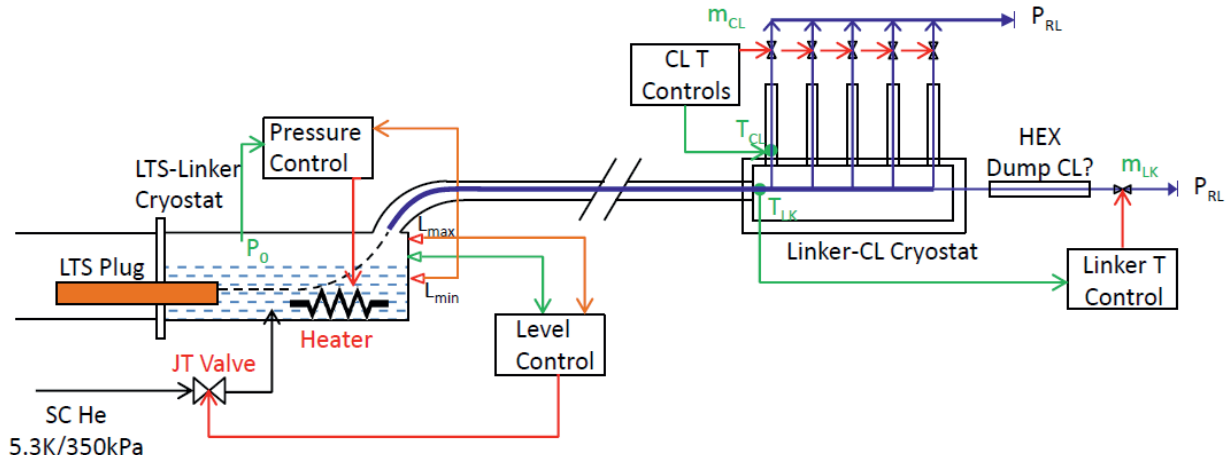 m_CL
P_RL
CL T
Controls
T_CL
Pressure
Control
LTS-Linker
Cryostat
HEX
Dump CL?
m_LK
P_RL
T_LK
Linker-CL Cryostat
Linker T
Control
P_0
L_max
L_min
LTS Plug
Heater
Level
Control
JT Valve
SC He
5.3K/350kPa